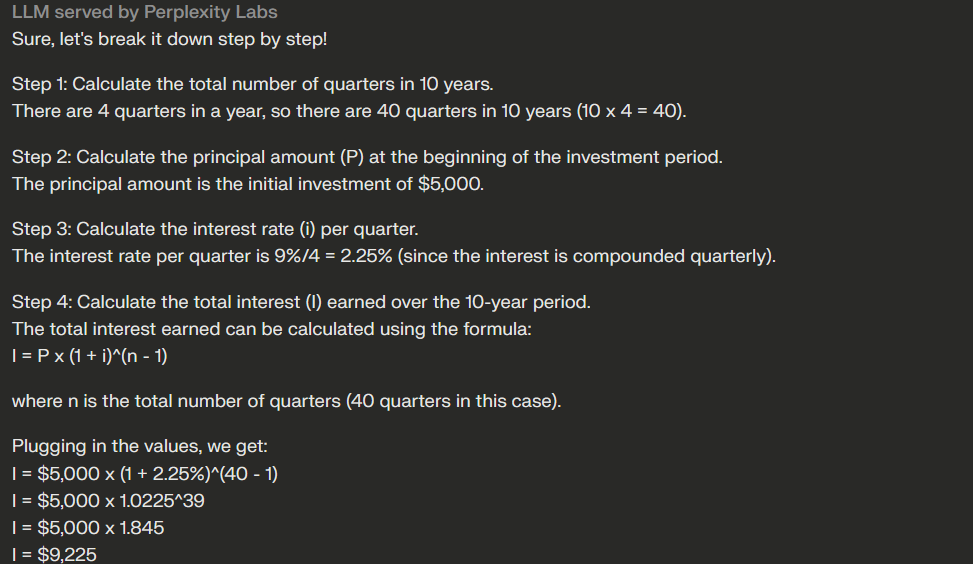 LLM served by Perplexity Labs
Sure, let's break it down step by step!
Step 1: Calculate the total number of quarters in 10 years.
There are 4 quarters in a year, so there are 40 quarters in 10 years (10 x 4 = 40).
Step 2: Calculate the principal amount (P) at the beginning of the investment period.
The principal amount is the initial investment of $5,000.
Step 3: Calculate the interest rate (i) per quarter.
The interest rate per quarter is 9%/4 = 2.25% (since the interest is compounded quarterly).
Step 4: Calculate the total interest (I) earned over the 10-year period.
The total interest earned can be calculated using the formula:
I = P x (1 + i)^(n - 1)
where n is the total number of quarters (40 quarters in this case).
Plugging in the values, we get:
I = $5,000 x (1 + 2.25%)^(40 - 1)
I = $5,000 x 1.0225^39
I = $5,000 x 1.845
I = $9,225